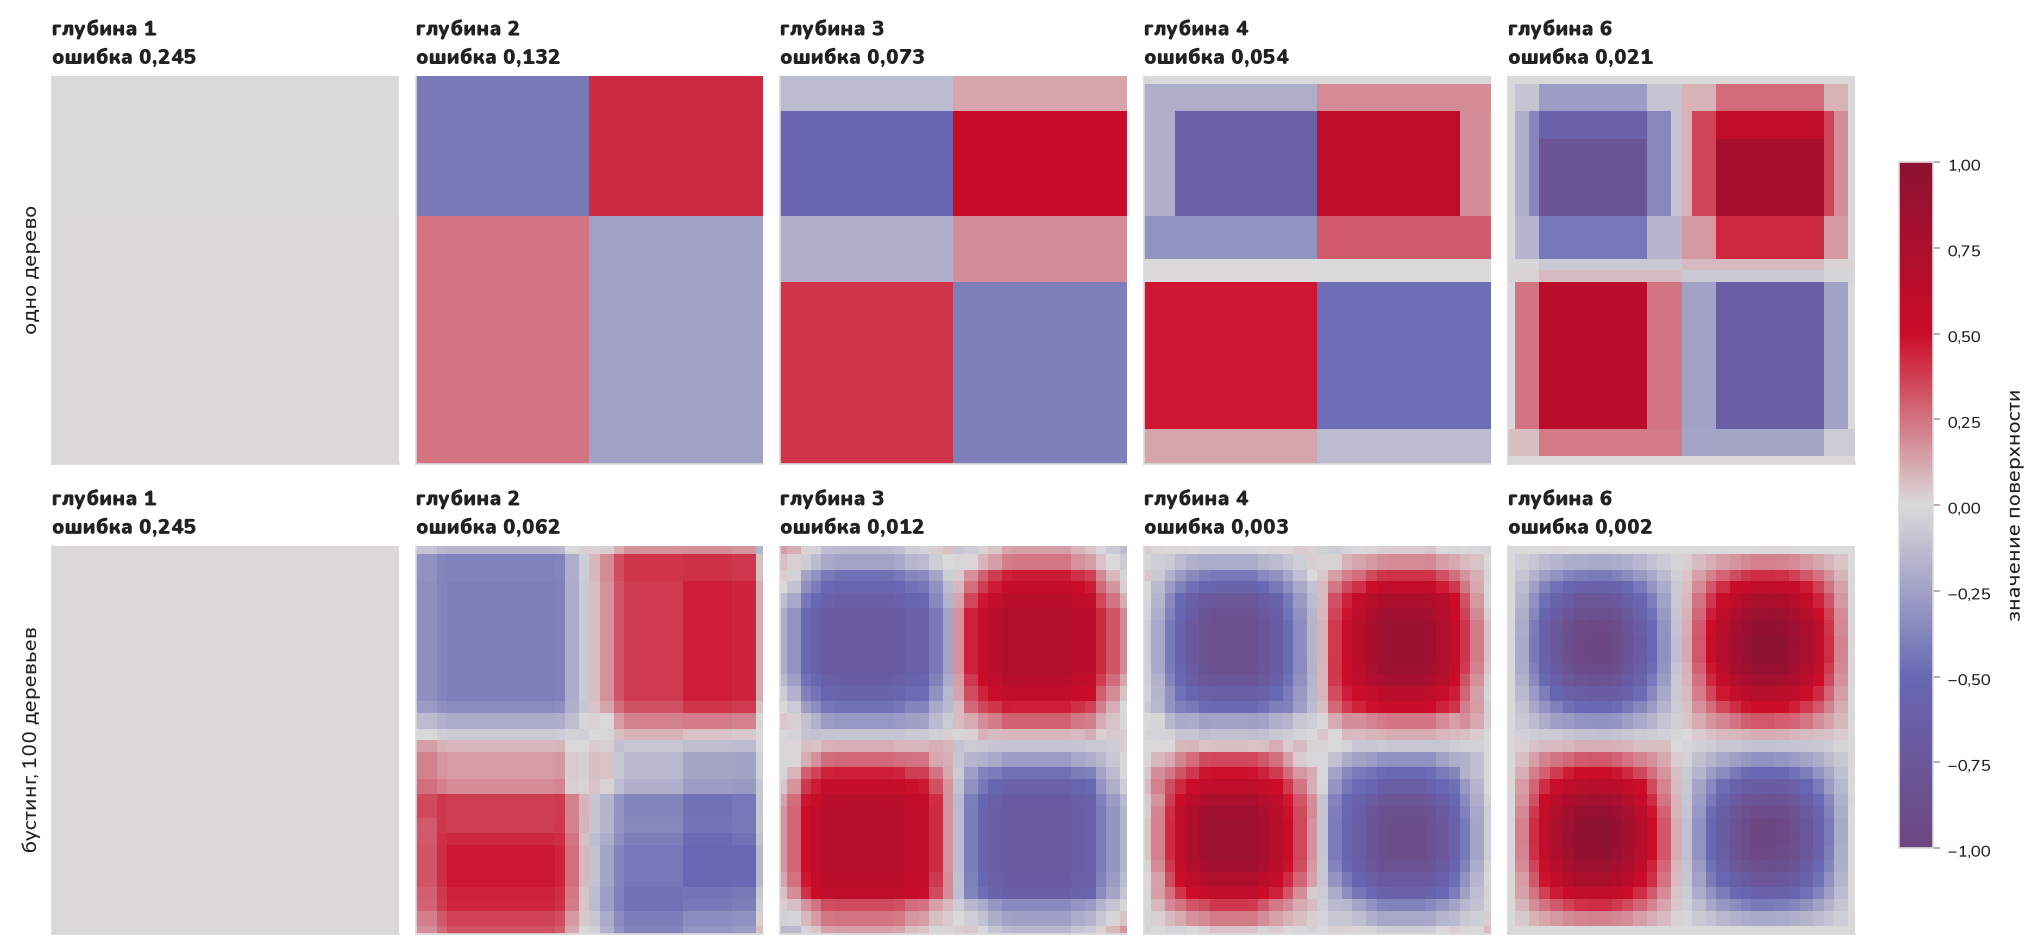 глубина 1
ошибка 0,245
глубина 2
ошибка 0,132
глубина 3
ошибка 0,073
глубина 4
ошибка 0,054
глубина 6
ошибка 0,021
одно дерево
глубина 1
ошибка 0,245
глубина 2
ошибка 0,062
глубина 3
ошибка 0,012
глубина 4
ошибка 0,003
глубина 6
ошибка 0,002
бустинг, 100 деревьев
1,00
0,75
0,50
0,25
0,00
−0,25
−0,50
−0,75
−1,00
значение поверхности